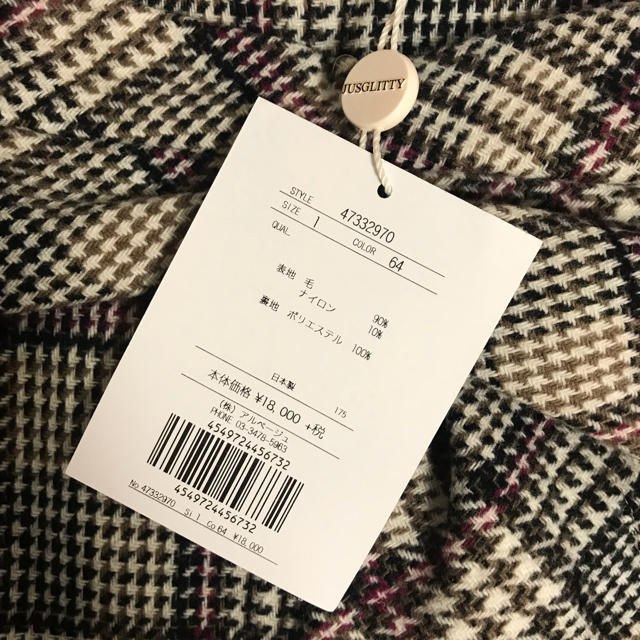 JUSGLITTY
STYLE 47332970
SIZE 1 COLOR 64
QUAL
表地 毛 90%
ナイロン 10%
裏地 ポリエステル 100%
日本製 175
本体価格 ¥18,000 +税
(株) アルページュ
PHONE 03-3478-5063
4549724456732
4549724456732
No.47332970 Si 1 Co 64 ¥18,000